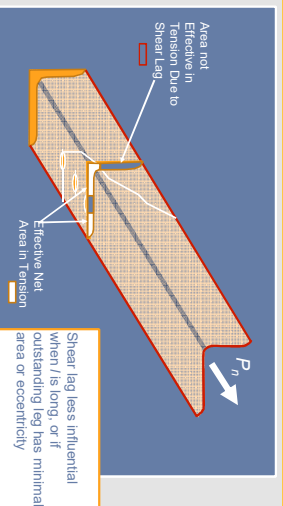 Area not
Effective in
Tension Due to
Shear Lag
Pn
Effective Net
Area in Tension
Shear lag less influential
when l is long, or if
outstanding leg has minimal
area or eccentricity